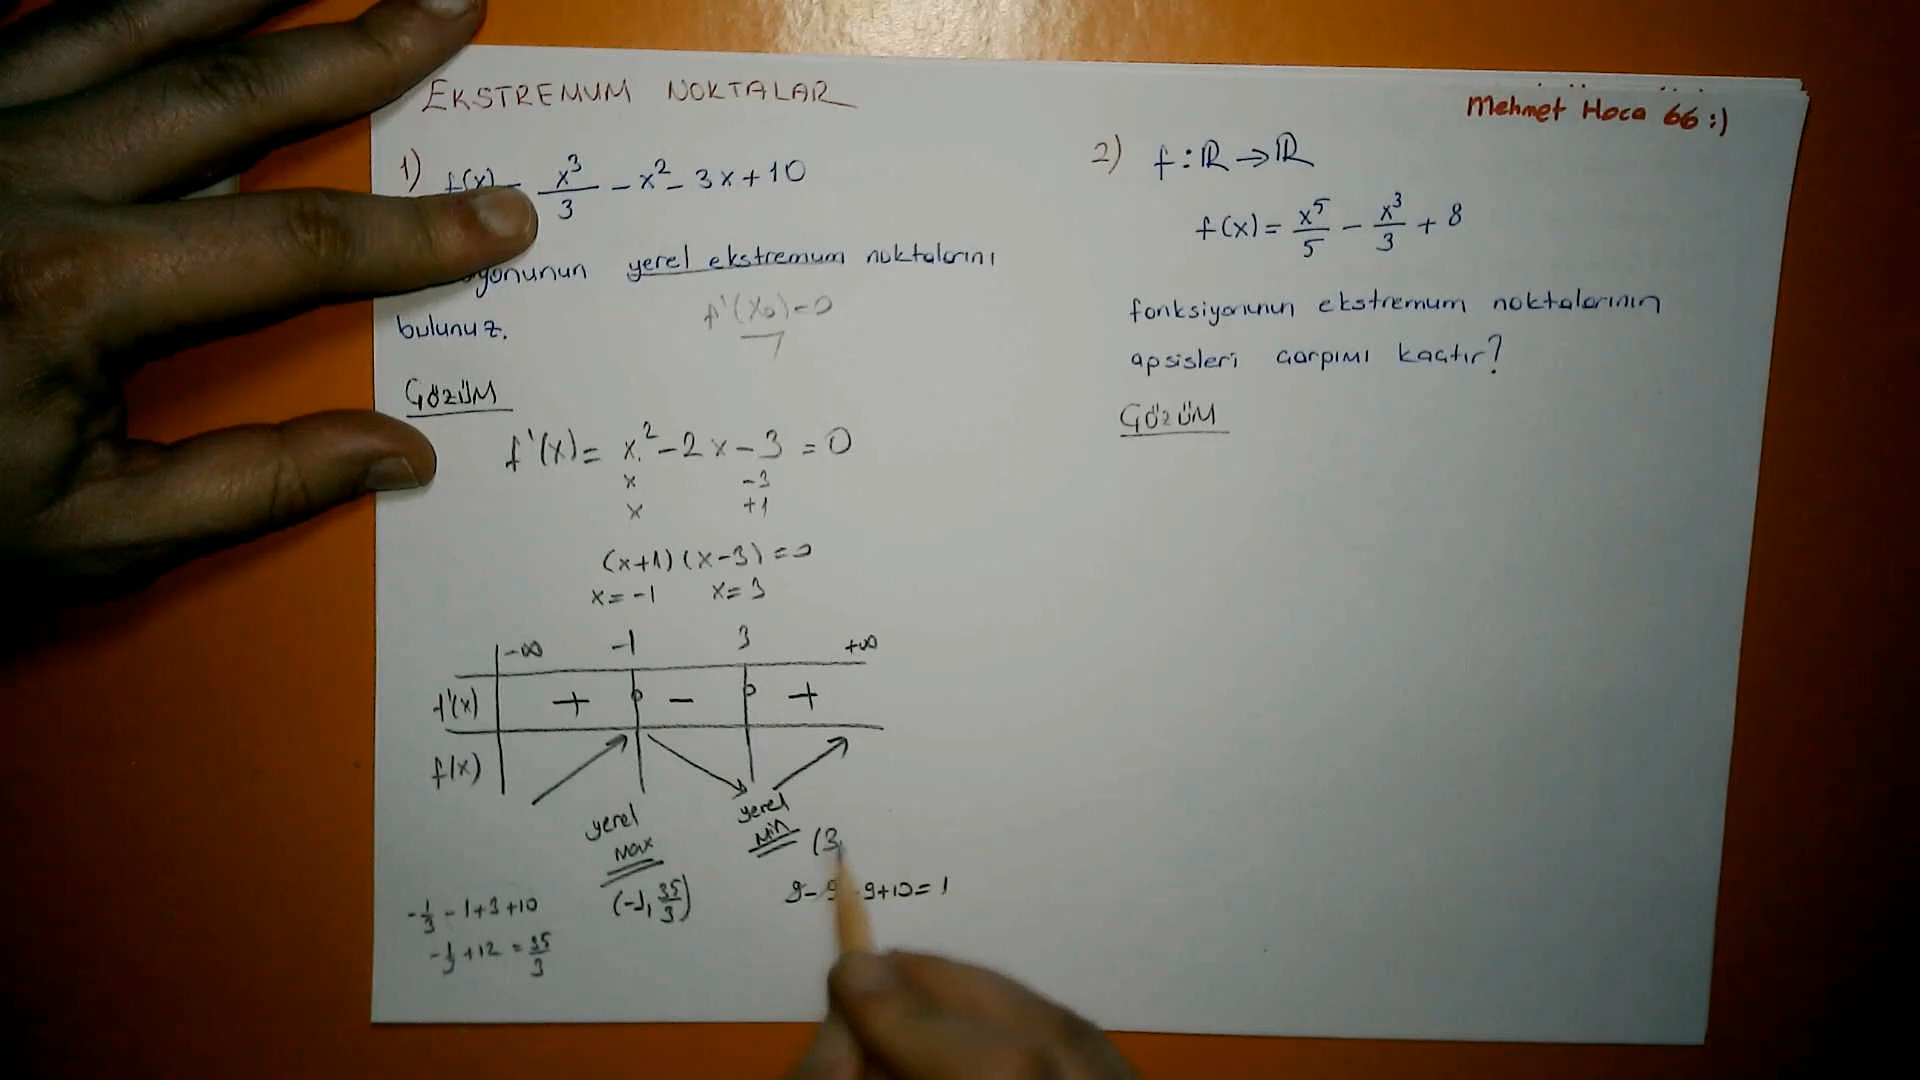 EKSTREMUM NOKTALAR
Mehmet Hoca 66 :)
1) f(x) = x³/3 - x² - 3x + 10
yonunun yerel ekstremum noktalarını
f'(x₀) = 0
bulunuz.
ÇÖZÜM
f'(x) = x² - 2x - 3 = 0
x -3
x +1
(x+1) (x-3) = 0
x = -1 x = 3
-∞ -1 3 +∞
f'(x) + 0 - 0 +
f(x)
yerel max
(-1, 35/3)
yerel min (3
-1/3 - 1 + 3 + 10
-1/3 + 12 = 35/3
9 - 9 - 9 + 10 = 1
2) f : ℝ → ℝ
f(x) = x⁵/5 - x³/3 + 8
fonksiyonunun ekstremum noktalarının
apsisleri çarpımı kaçtır?
ÇÖZÜM